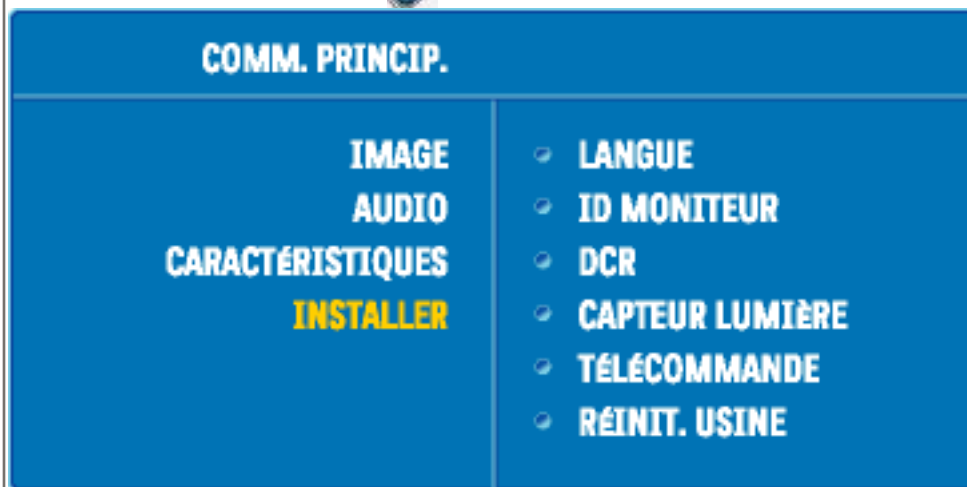 COMM. PRINCIP.
IMAGE
AUDIO
CARACTÉRISTIQUES
INSTALLER
LANGUE
ID MONITEUR
DCR
CAPTEUR LUMIÈRE
TÉLÉCOMMANDE
RÉINIT. USINE